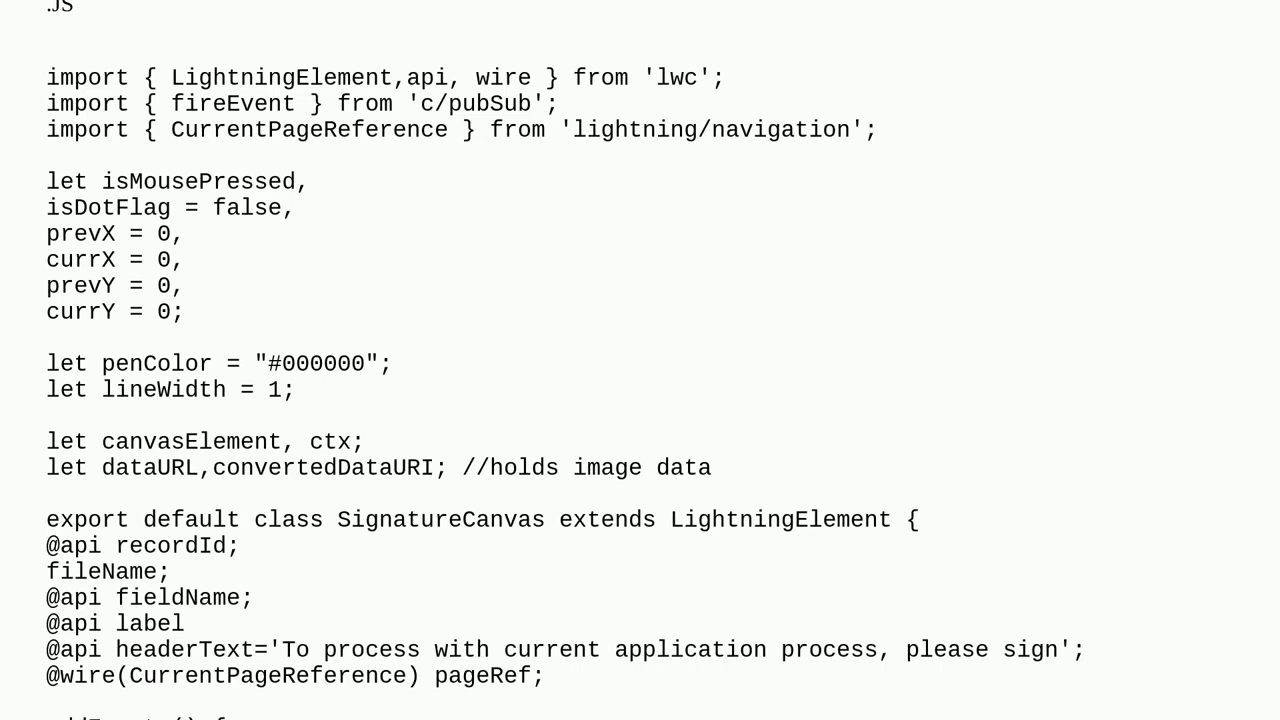 .JS
import { LightningElement,api, wire } from 'lwc';
import { fireEvent } from 'c/pubSub';
import { CurrentPageReference } from 'lightning/navigation';
let isMousePressed,
isDotFlag = false,
prevX = 0,
currX = 0,
prevY = 0,
currY = 0;
let penColor = "#000000";
let lineWidth = 1;
let canvasElement, ctx;
let dataURL,convertedDataURI; //holds image data
export default class SignatureCanvas extends LightningElement {
@api recordId;
fileName;
@api fieldName;
@api label
@api headerText='To process with current application process, please sign';
@wire(CurrentPageReference) pageRef;